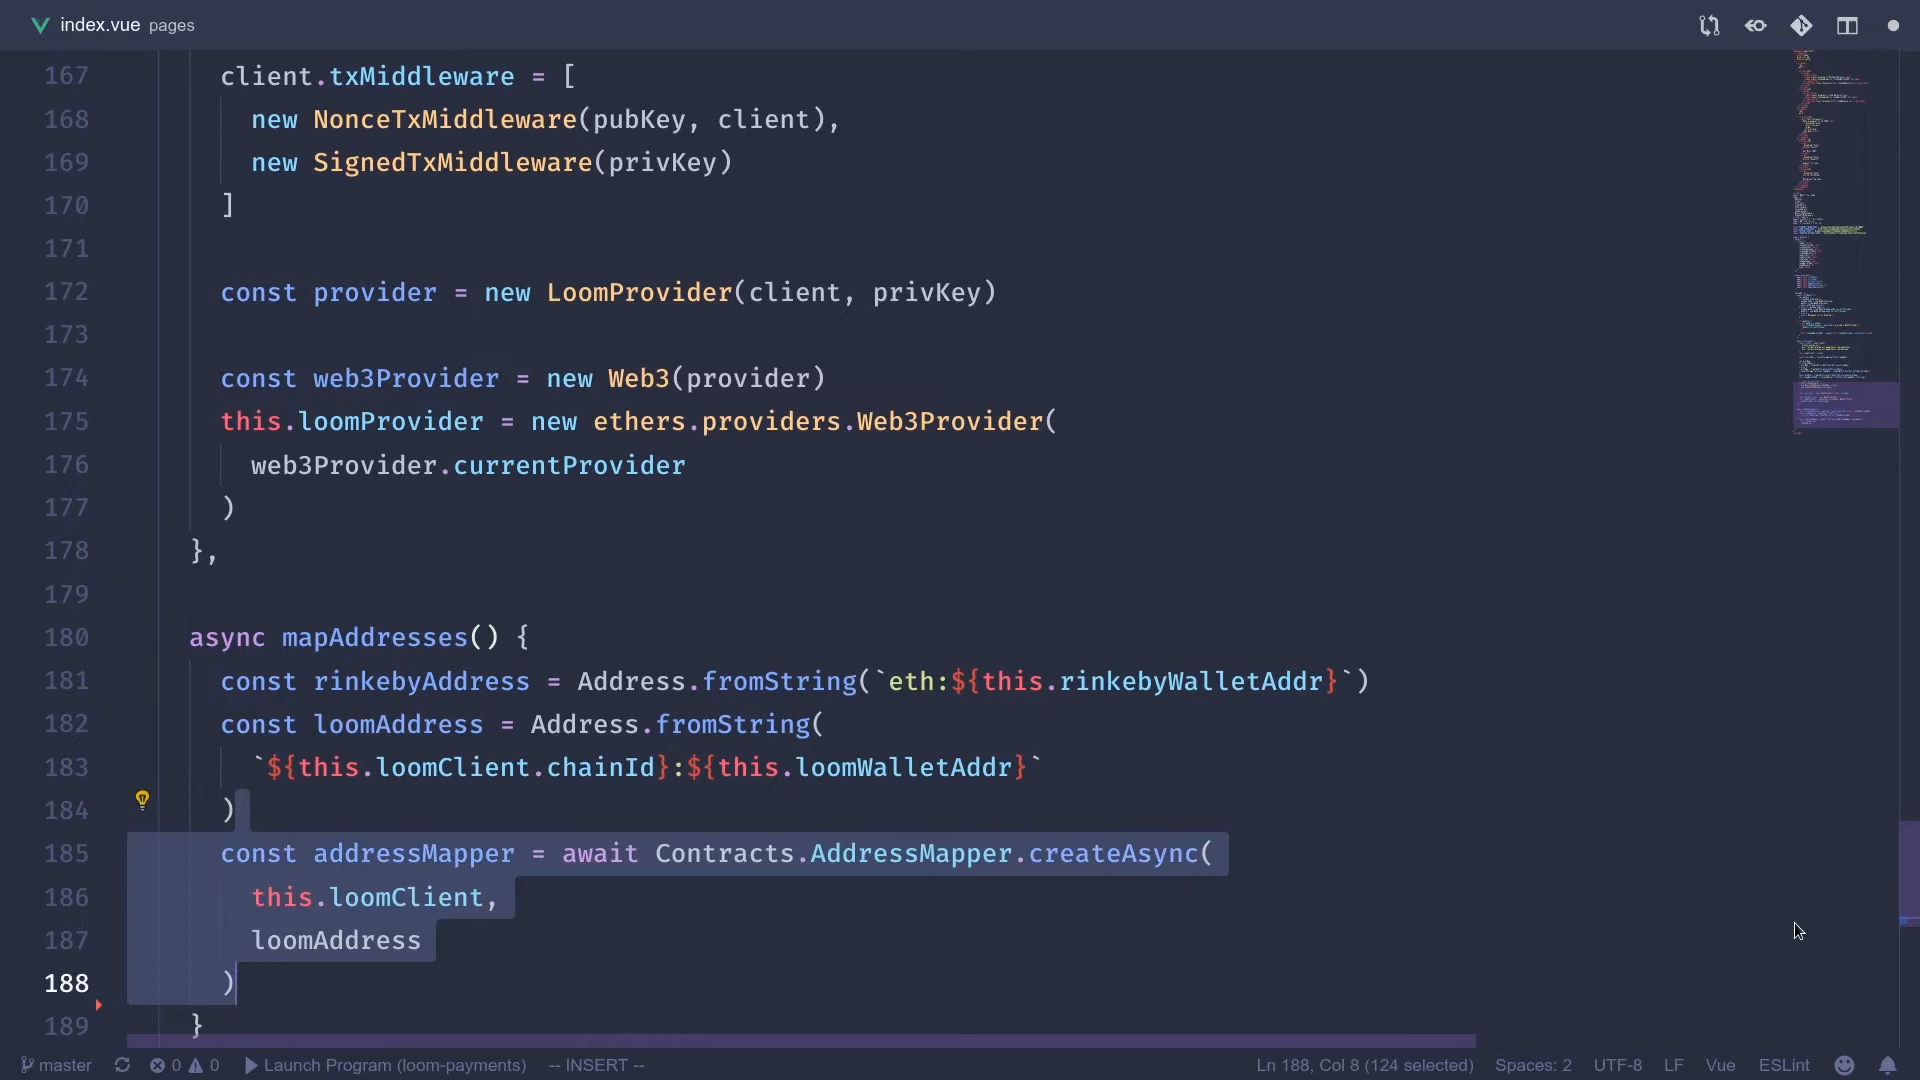 index.vue pages
167 client.txMiddleware = [
168 new NonceTxMiddleware(pubKey, client),
169 new SignedTxMiddleware(privKey)
170 ]
171
172 const provider = new LoomProvider(client, privKey)
173
174 const web3Provider = new Web3(provider)
175 this.loomProvider = new ethers.providers.Web3Provider(
176 web3Provider.currentProvider
177 )
178 },
179
180 async mapAddresses() {
181 const rinkebyAddress = Address.fromString(`eth:${this.rinkebyWalletAddr}`)
182 const loomAddress = Address.fromString(
183 `${this.loomClient.chainId}:${this.loomWalletAddr}`
184 )
185 const addressMapper = await Contracts.AddressMapper.createAsync(
186 this.loomClient,
187 loomAddress
188 )
189 }
master 0 0 Launch Program (loom-payments) -- INSERT -- Ln 188, Col 8 (124 selected) Spaces: 2 UTF-8 LF Vue ESLint